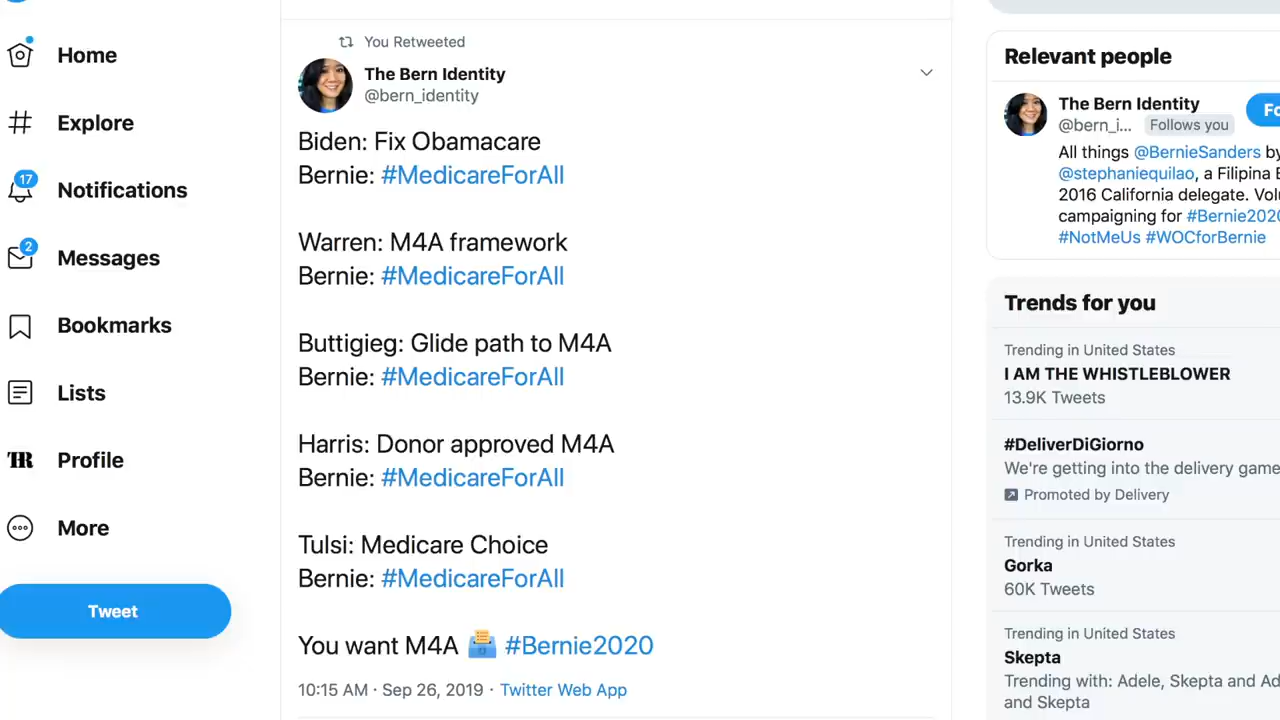 Home
Explore
17
Notifications
2
Messages
Bookmarks
Lists
TR
Profile
More
Tweet
You Retweeted
The Bern Identity
@bern_identity
Biden: Fix Obamacare
Bernie: #MedicareForAll
Warren: M4A framework
Bernie: #MedicareForAll
Buttigieg: Glide path to M4A
Bernie: #MedicareForAll
Harris: Donor approved M4A
Bernie: #MedicareForAll
Tulsi: Medicare Choice
Bernie: #MedicareForAll
You want M4A 🗳 #Bernie2020
10:15 AM · Sep 26, 2019 · Twitter Web App
Relevant people
The Bern Identity
Fo
@bern_i... Follows you
All things @BernieSanders by
@stephaniequilao, a Filipina
2016 California delegate. Volu
campaigning for #Bernie2020
#NotMeUs #WOCforBernie
Trends for you
Trending in United States
I AM THE WHISTLEBLOWER
13.9K Tweets
#DeliverDiGiorno
We're getting into the delivery game
Promoted by Delivery
Trending in United States
Gorka
60K Tweets
Trending in United States
Skepta
Trending with: Adele, Skepta and Ad
and Skepta